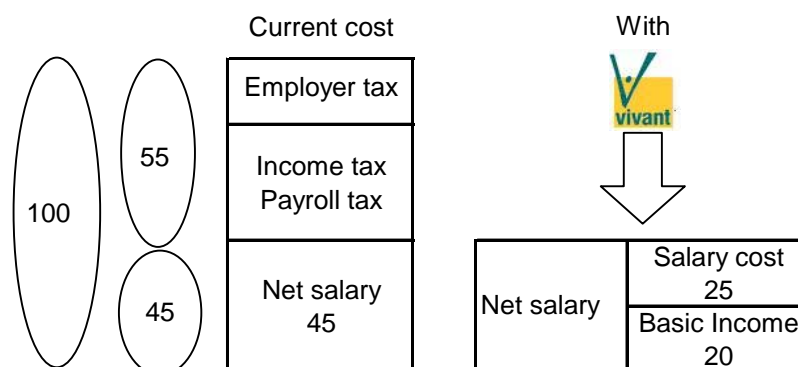 Current cost
With
Employer tax
vivant
55
Income tax
Payroll tax
100
45
Net salary
45
Net salary
Salary cost
25
Basic Income
20